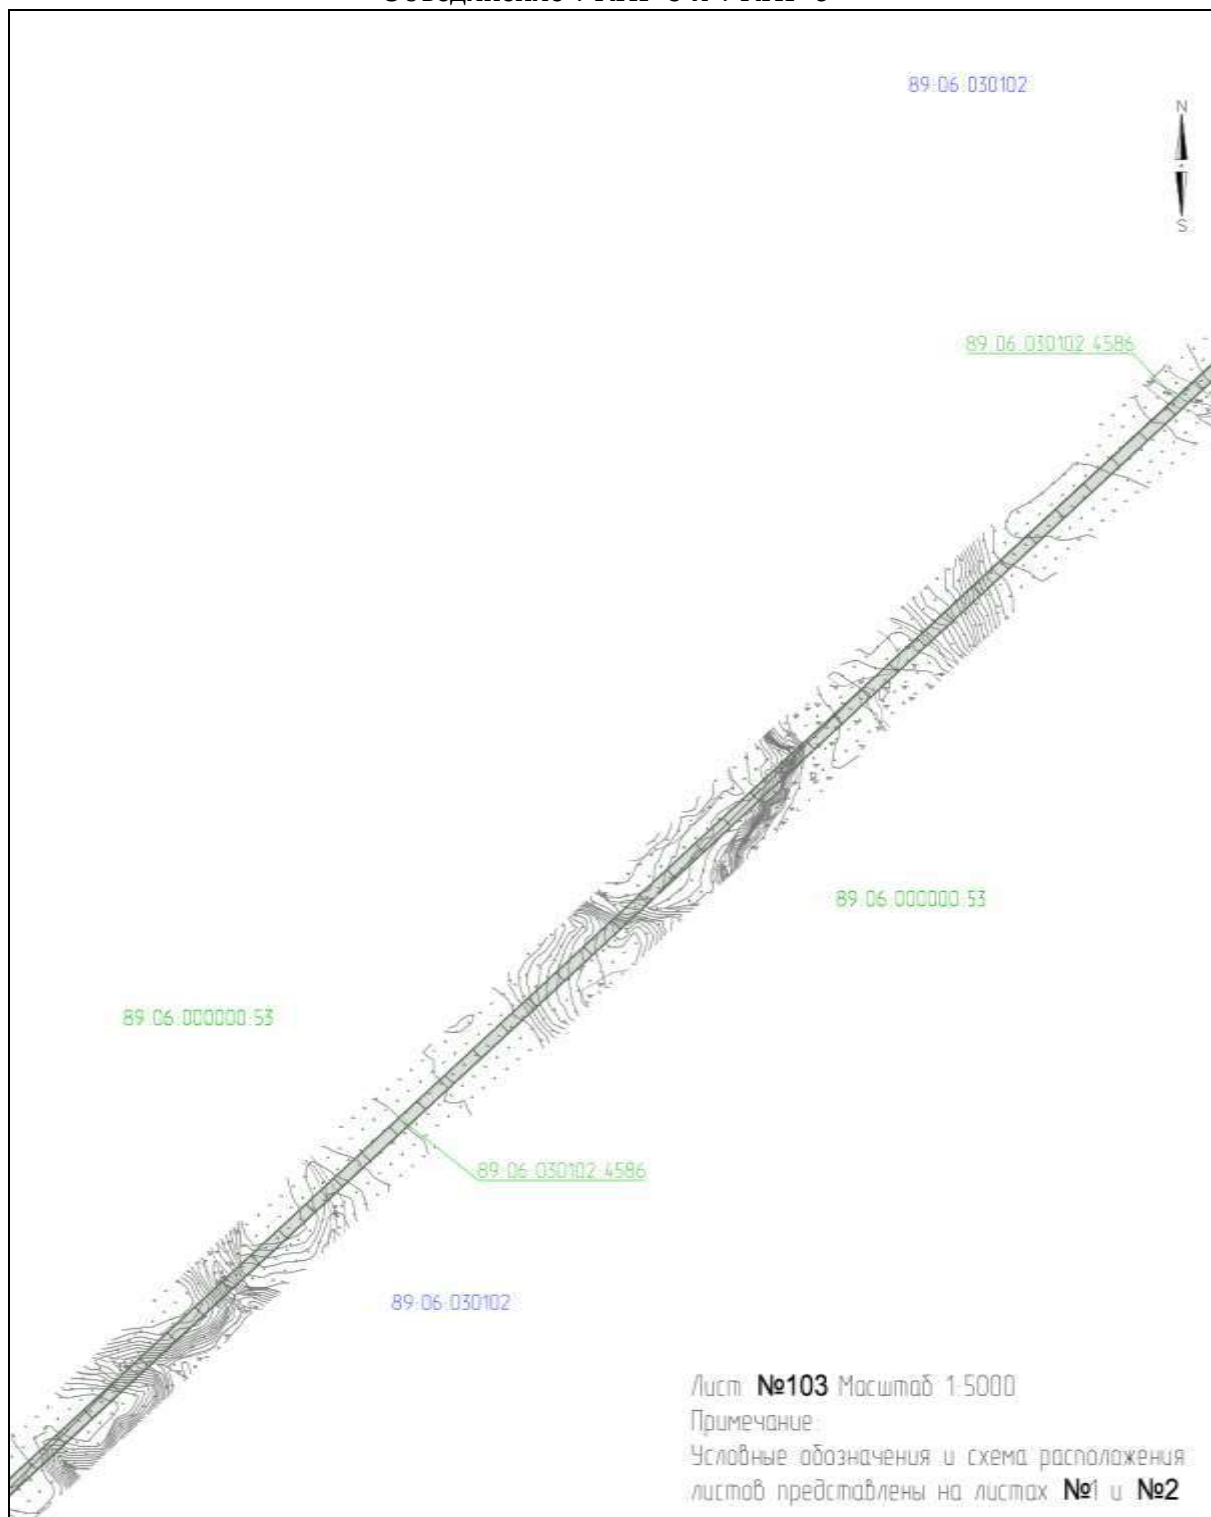 89:06:030102
N
S
89:06:030102:4586
89:06:000000:53
89:06:000000:53
89:06:030102:4586
89:06:030102
Лист №103 Масштаб 1:5000
Примечание:
Условные обозначения и схема расположения
листов представлены на листах №1 и №2